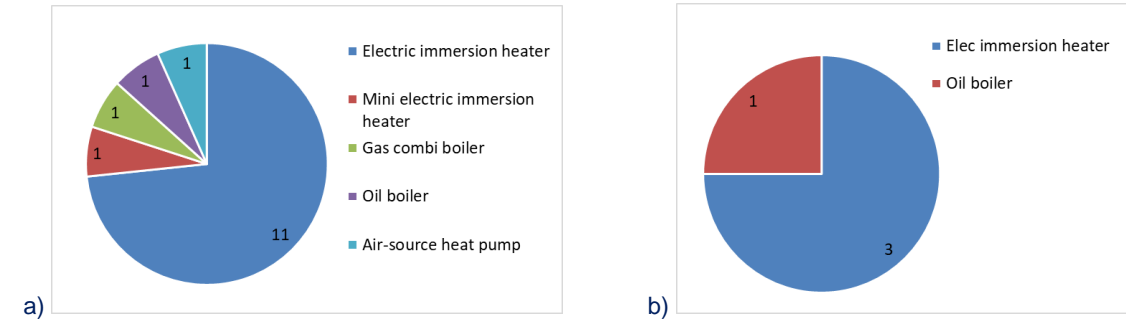 1
1
1
1
11
Electric immersion heater
Mini electric immersion
heater
Gas combi boiler
Oil boiler
Air-source heat pump
a)
1
3
Elec immersion heater
Oil boiler
b)